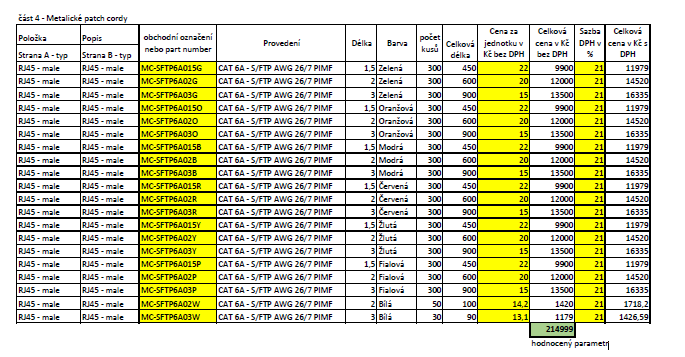 část 4 - Metalické patch cordy
Položka Popis obchodní označení nebo part number Provedení Délka Barva počet kusů Celková délka Cena za jednotku v Kč bez DPH Celková cena v Kč bez DPH Sazba DPH v % Celková cena v Kč s DPH
Strana A - typ Strana B - typ
RJ45 - male RJ45 - male MC-SFTP6A015G CAT 6A - S/FTP AWG 26/7 PIMF 1,5 Zelená 300 450 22 9900 21 11979
RJ45 - male RJ45 - male MC-SFTP6A02G CAT 6A - S/FTP AWG 26/7 PIMF 2 Zelená 300 600 20 12000 21 14520
RJ45 - male RJ45 - male MC-SFTP6A03G CAT 6A - S/FTP AWG 26/7 PIMF 3 Zelená 300 900 15 13500 21 16335
RJ45 - male RJ45 - male MC-SFTP6A015O CAT 6A - S/FTP AWG 26/7 PIMF 1,5 Oranžová 300 450 22 9900 21 11979
RJ45 - male RJ45 - male MC-SFTP6A02O CAT 6A - S/FTP AWG 26/7 PIMF 2 Oranžová 300 600 20 12000 21 14520
RJ45 - male RJ45 - male MC-SFTP6A03O CAT 6A - S/FTP AWG 26/7 PIMF 3 Oranžová 300 900 15 13500 21 16335
RJ45 - male RJ45 - male MC-SFTP6A015B CAT 6A - S/FTP AWG 26/7 PIMF 1,5 Modrá 300 450 22 9900 21 11979
RJ45 - male RJ45 - male MC-SFTP6A02B CAT 6A - S/FTP AWG 26/7 PIMF 2 Modrá 300 600 20 12000 21 14520
RJ45 - male RJ45 - male MC-SFTP6A03B CAT 6A - S/FTP AWG 26/7 PIMF 3 Modrá 300 900 15 13500 21 16335
RJ45 - male RJ45 - male MC-SFTP6A015R CAT 6A - S/FTP AWG 26/7 PIMF 1,5 Červená 300 450 22 9900 21 11979
RJ45 - male RJ45 - male MC-SFTP6A02R CAT 6A - S/FTP AWG 26/7 PIMF 2 Červená 300 600 20 12000 21 14520
RJ45 - male RJ45 - male MC-SFTP6A03R CAT 6A - S/FTP AWG 26/7 PIMF 3 Červená 300 900 15 13500 21 16335
RJ45 - male RJ45 - male MC-SFTP6A015Y CAT 6A - S/FTP AWG 26/7 PIMF 1,5 Žlutá 300 450 22 9900 21 11979
RJ45 - male RJ45 - male MC-SFTP6A02Y CAT 6A - S/FTP AWG 26/7 PIMF 2 Žlutá 300 600 20 12000 21 14520
RJ45 - male RJ45 - male MC-SFTP6A03Y CAT 6A - S/FTP AWG 26/7 PIMF 3 Žlutá 300 900 15 13500 21 16335
RJ45 - male RJ45 - male MC-SFTP6A015P CAT 6A - S/FTP AWG 26/7 PIMF 1,5 Fialová 300 450 22 9900 21 11979
RJ45 - male RJ45 - male MC-SFTP6A02P CAT 6A - S/FTP AWG 26/7 PIMF 2 Fialová 300 600 20 12000 21 14520
RJ45 - male RJ45 - male MC-SFTP6A03P CAT 6A - S/FTP AWG 26/7 PIMF 3 Fialová 300 900 15 13500 21 16335
RJ45 - male RJ45 - male MC-SFTP6A02W CAT 6A - S/FTP AWG 26/7 PIMF 2 Bílá 50 100 14,2 1420 21 1718,2
RJ45 - male RJ45 - male MC-SFTP6A03W CAT 6A - S/FTP AWG 26/7 PIMF 3 Bílá 30 90 13,1 1179 21 1426,59
214999
hodnocený parametr